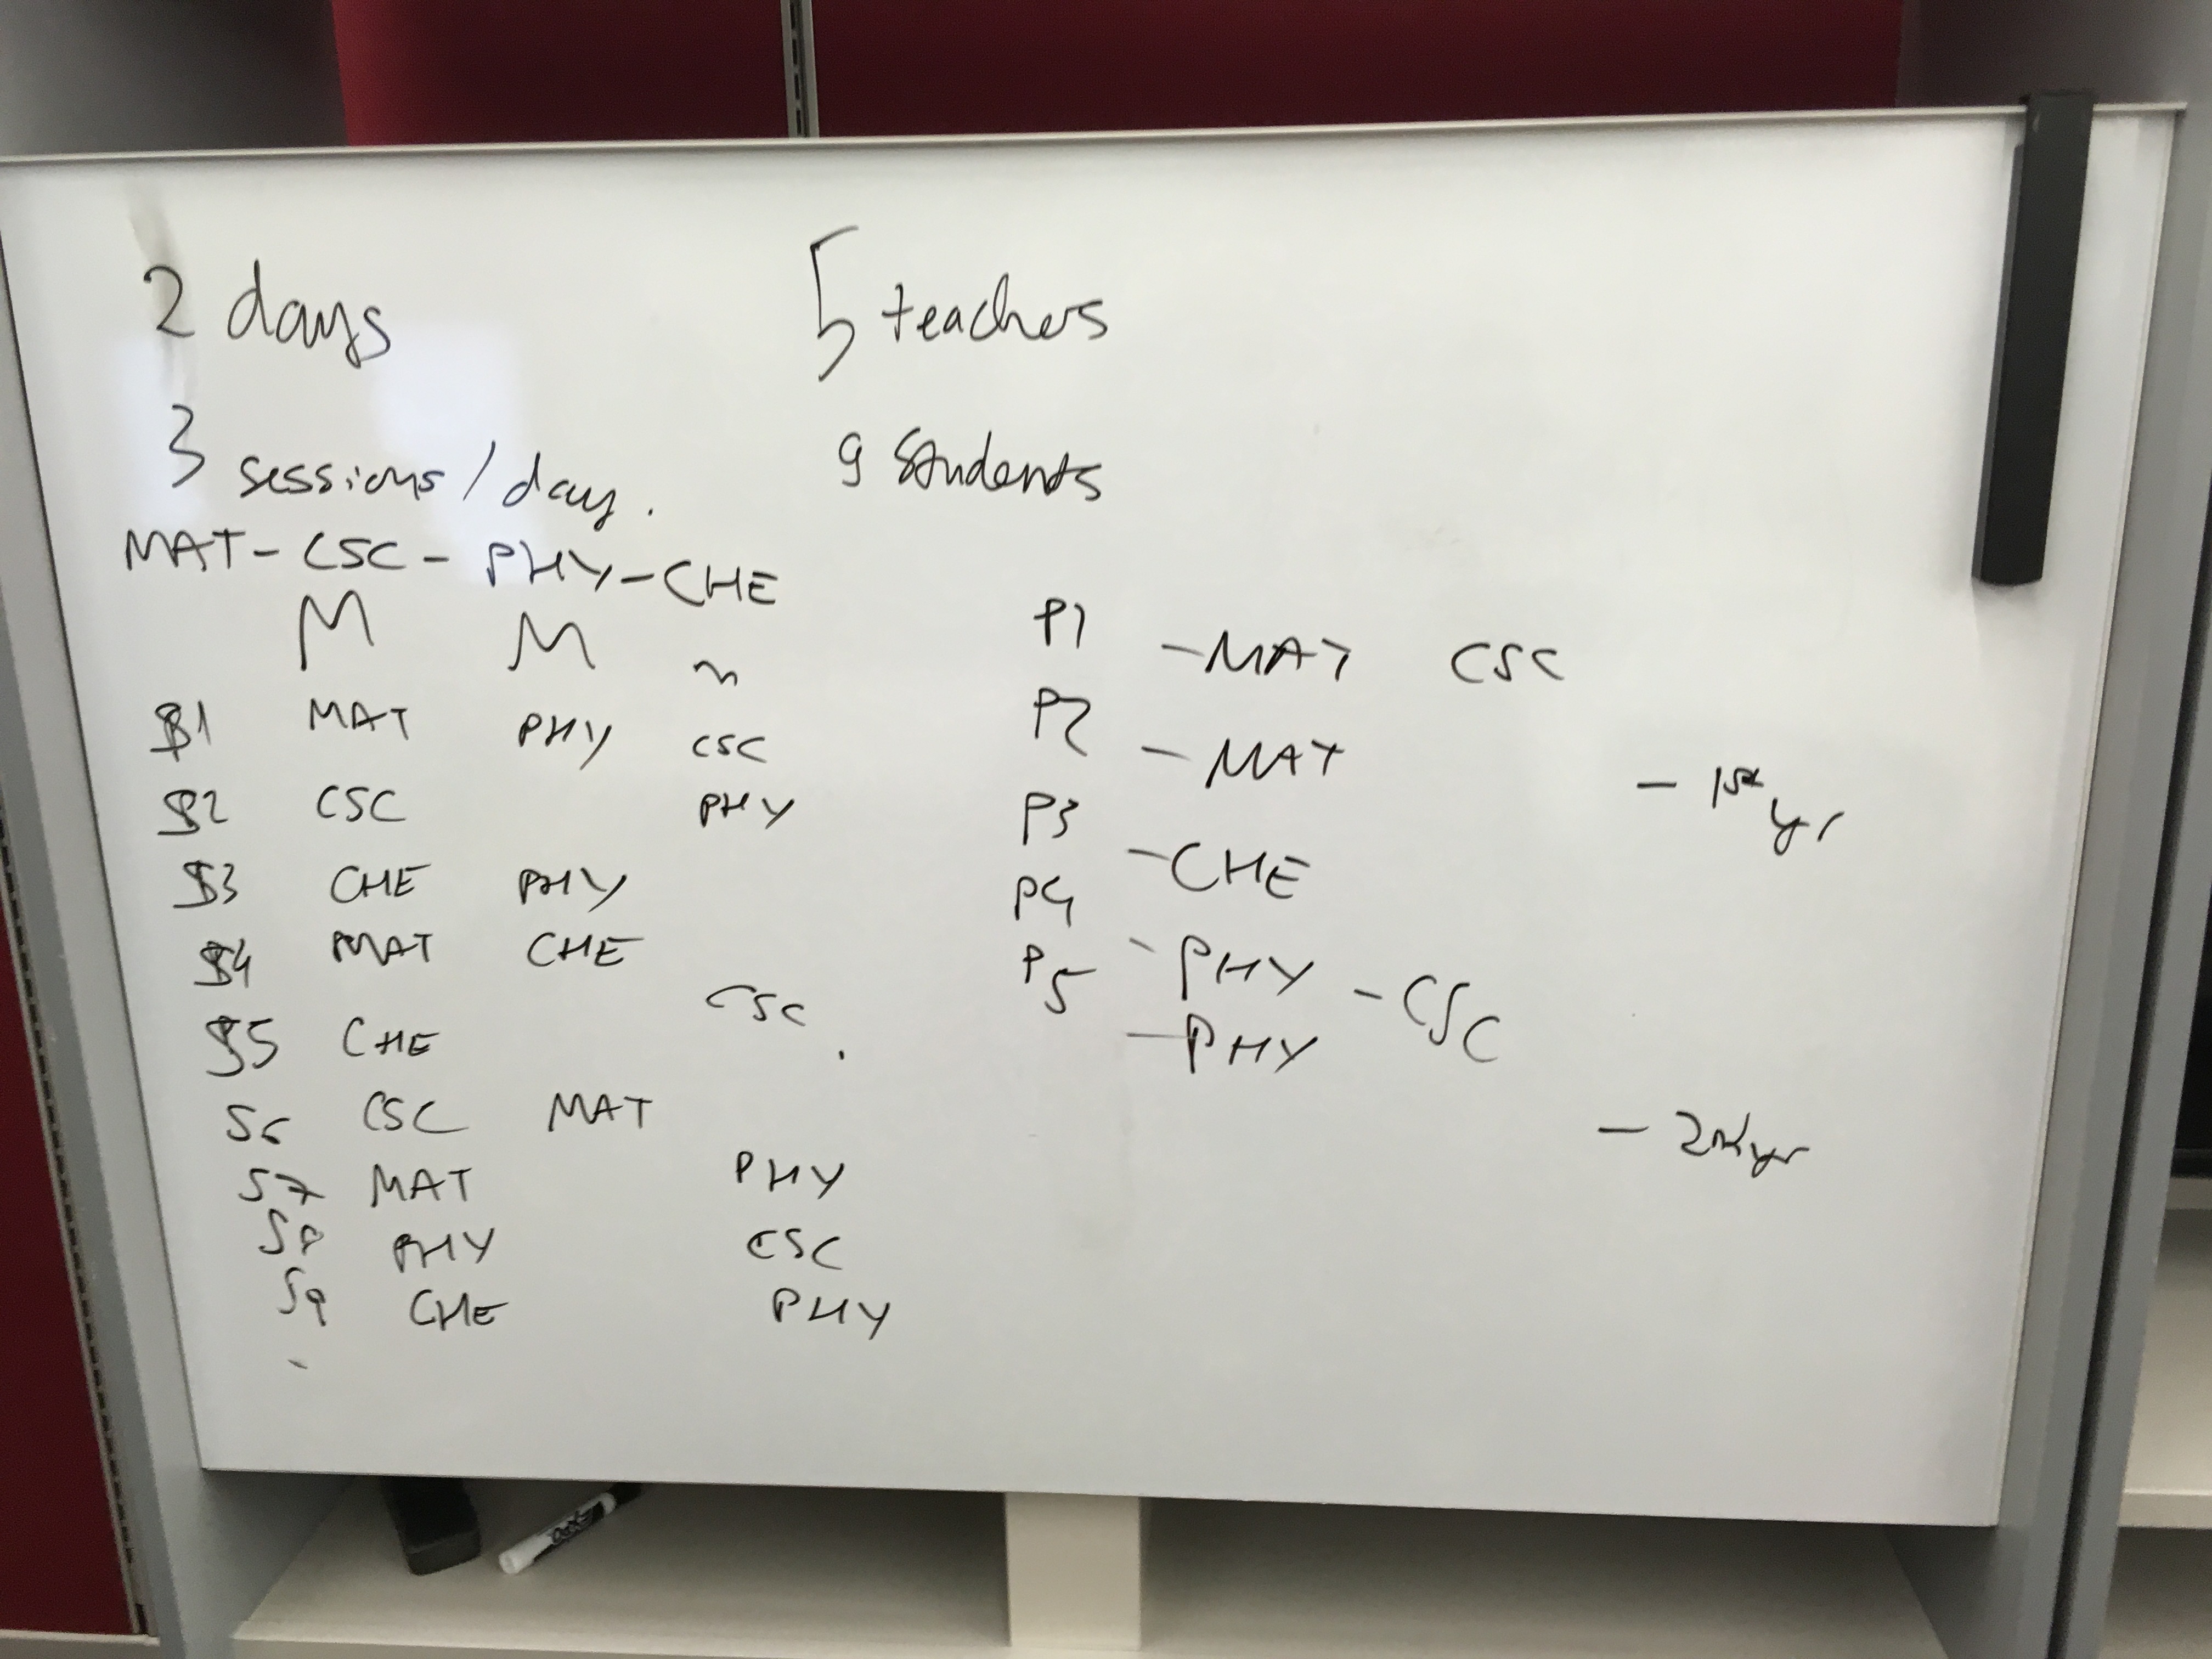 2 days
5 teachers
3 sessions/day.
9 students
MAT - CSC - PHY - CHE
M M m
S1 MAT PHY CSC
S2 CSC PHY
S3 CHE PHY
S4 MAT CHE
S5 CHE CSC
S6 CSC MAT
S7 MAT PHY
S8 PHY CSC
S9 CHE PHY
P1 - MAT CSC
P2 - MAT
- 1st yr
P3 - CHE
P4 - PHY - CSC
P5 - PHY
- 2nd yr
EXPO